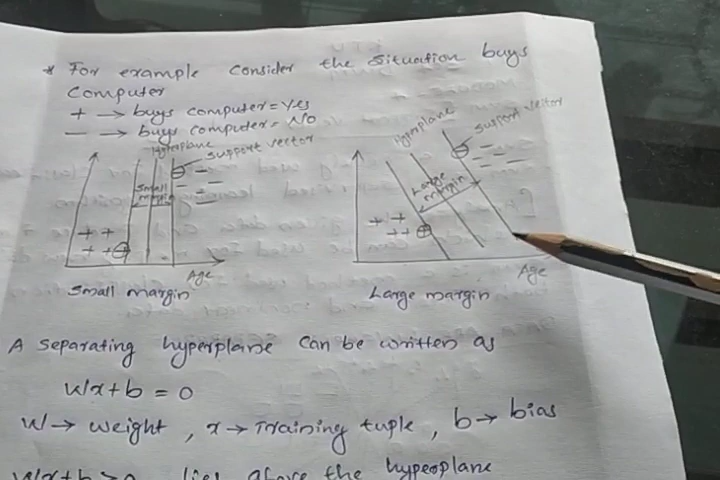 * For example consider the situation buys
Computer
+ → buys computer = Yes
— → buys computer = No
Hyperplane
support vector
Small
margin
Age
Small margin
Hyperplane
support vector
Large
margin
Age
Large margin
A separating hyperplane can be written as
Wx+b = 0
W → weight, x → Training tuple, b → bias
Wx+b > 0 lies above the hyperplane